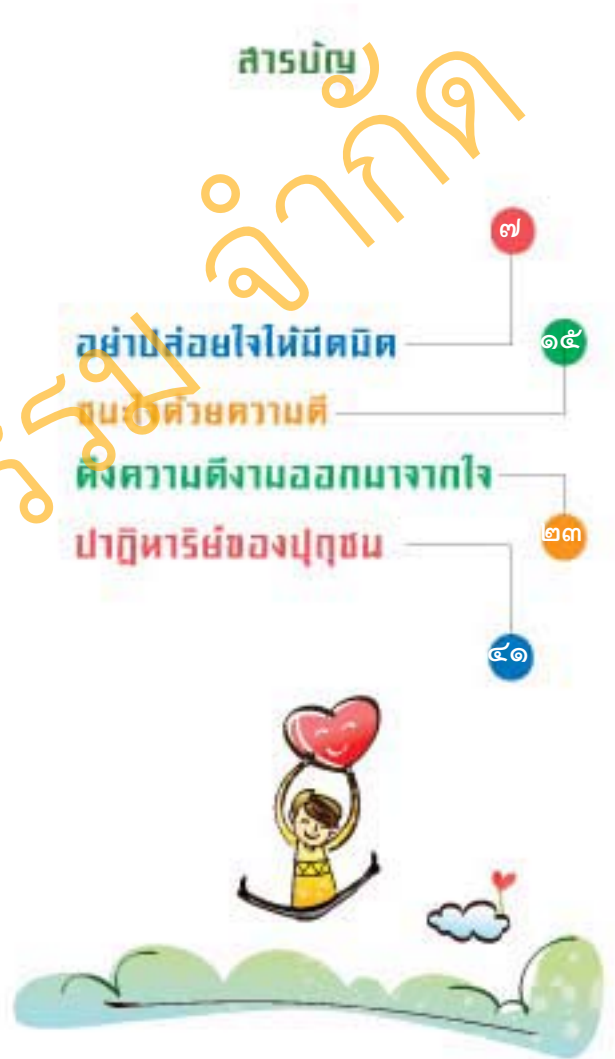 สารบัญ
๗
อย่าปล่อยใจให้มืดมิด
๑๕
ชนะใจด้วยความดี
ดึงความดีงามออกมาจากใจ
๒๓
ปาฏิหาริย์ของปุถุชน
๔๑
จำกัด